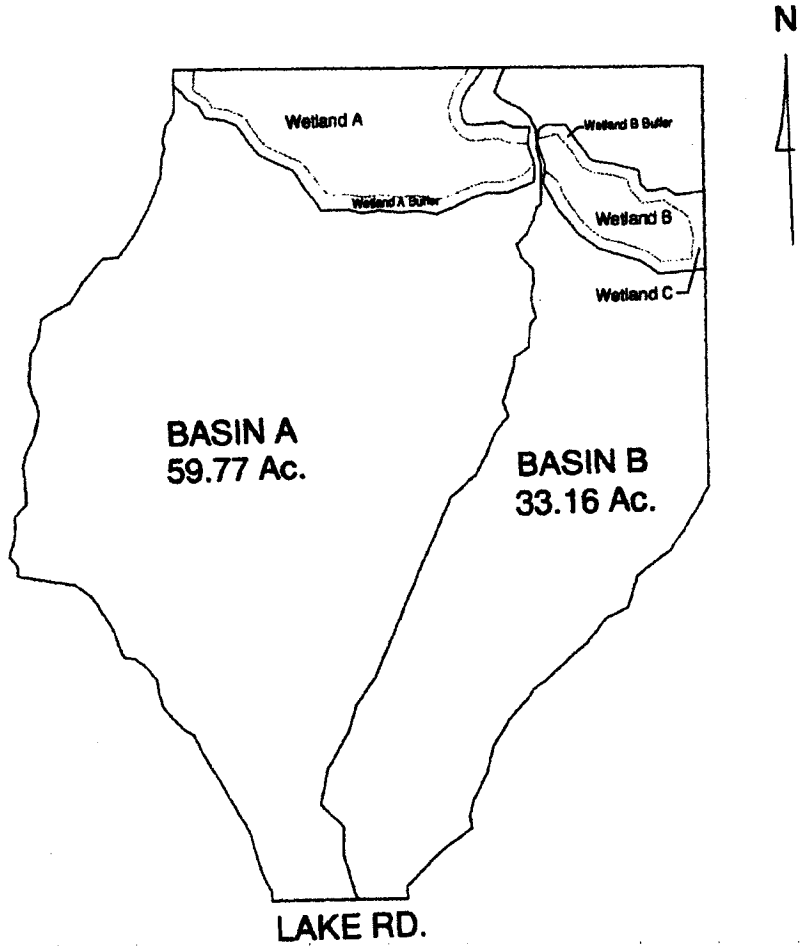 N
Wetland A
Wetland B Buffer
Wetland A Buffer
Wetland B
Wetland C
BASIN A
59.77 Ac.
BASIN B
33.16 Ac.
LAKE RD.